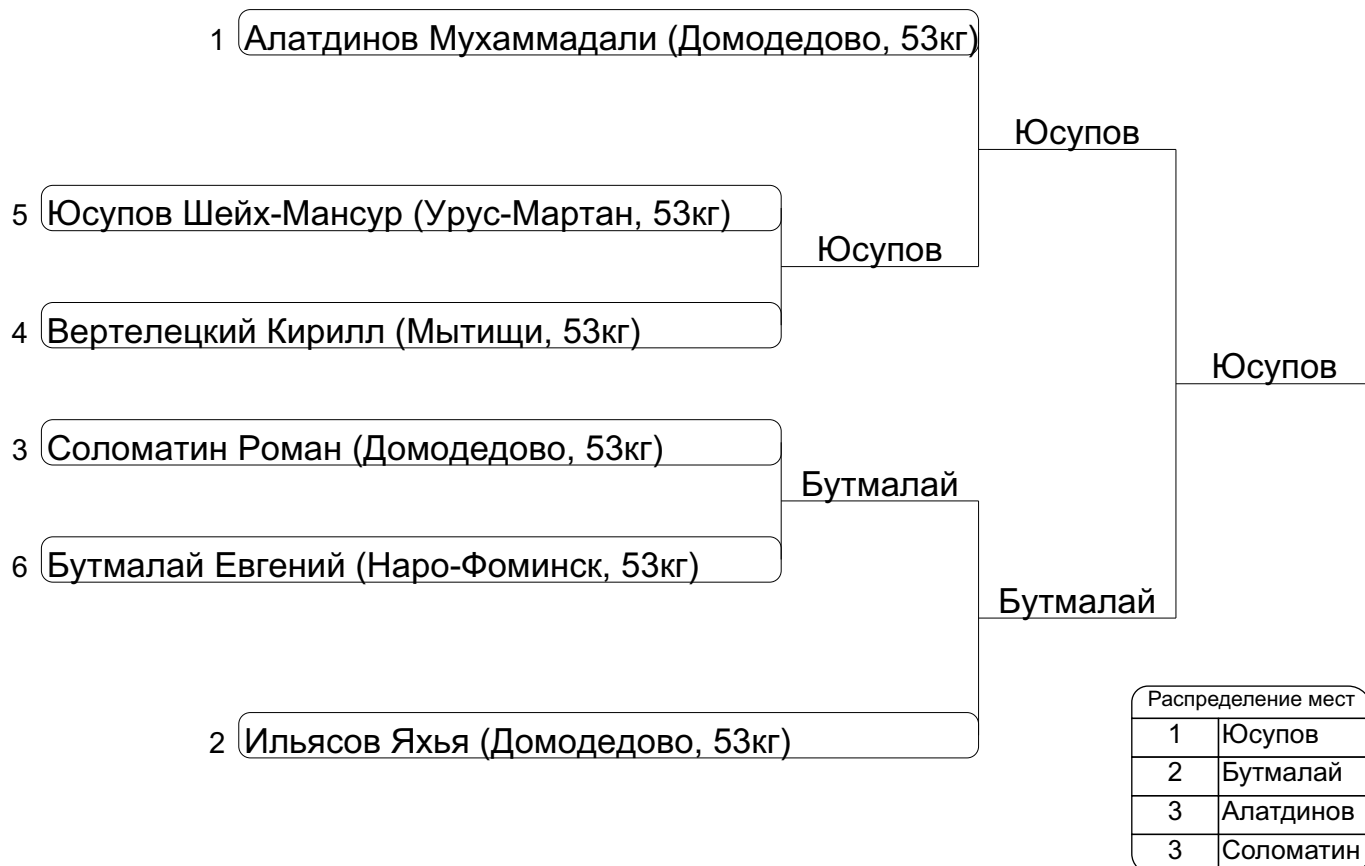 1 Алатдинов Мухаммадали (Домодедово, 53кг)
Юсупов
5 Юсупов Шейх-Мансур (Урус-Мартан, 53кг)
Юсупов
4 Вертелецкий Кирилл (Мытищи, 53кг)
Юсупов
3 Соломатин Роман (Домодедово, 53кг)
Бутмалай
6 Бутмалай Евгений (Наро-Фоминск, 53кг)
Бутмалай
2 Ильясов Яхья (Домодедово, 53кг)
Распределение мест
1 Юсупов
2 Бутмалай
3 Алатдинов
3 Соломатин